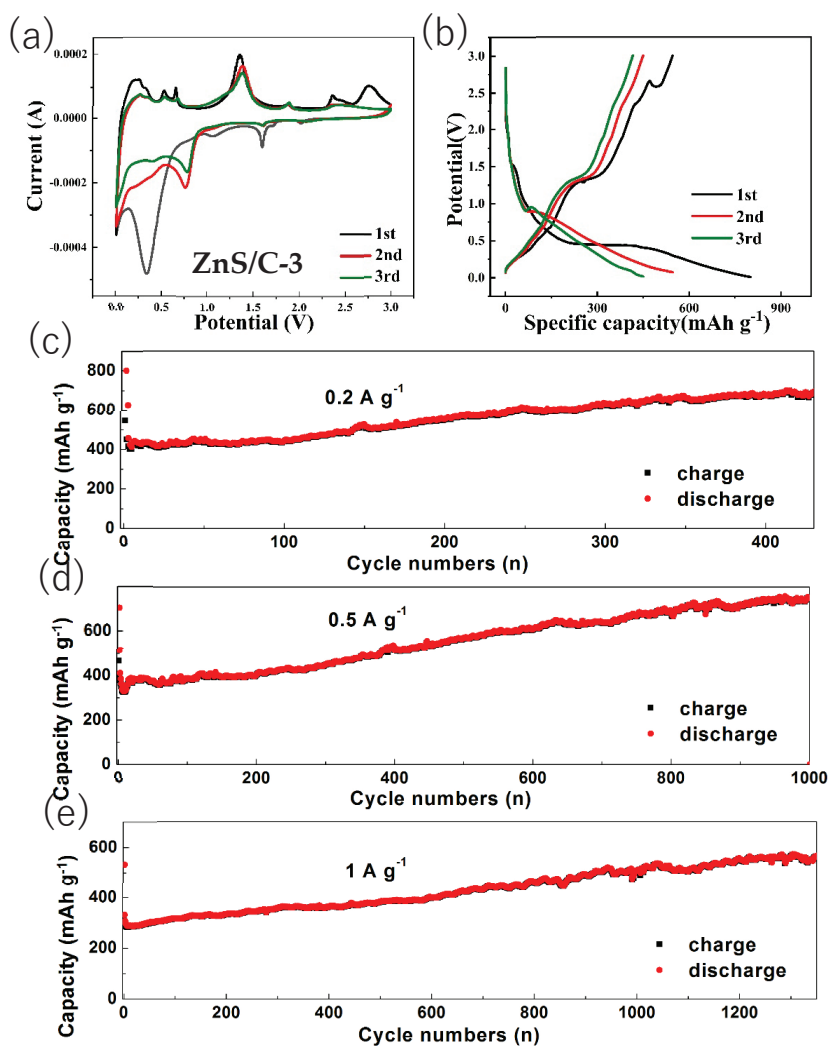 (a)
0.0002
0.0000
-0.0002
-0.0004
Current (A)
1st
2nd
3rd
ZnS/C-3
0.0 0.5 1.0 1.5 2.0 2.5 3.0
Potential (V)
(b)
3.0
2.5
2.0
1.5
1.0
0.5
0.0
Potential(V)
1st
2nd
3rd
0 300 600 900
Specific capacity(mAh g-1)
(c)
800
600
400
200
0
Capacity (mAh g-1)
0.2 A g-1
charge
discharge
0 100 200 300 400
Cycle numbers (n)
(d)
600
400
200
0
Capacity (mAh g-1)
0.5 A g-1
charge
discharge
0 200 400 600 800 1000
Cycle numbers (n)
(e)
600
400
200
0
Capacity (mAh g-1)
1 A g-1
charge
discharge
0 200 400 600 800 1000 1200
Cycle numbers (n)